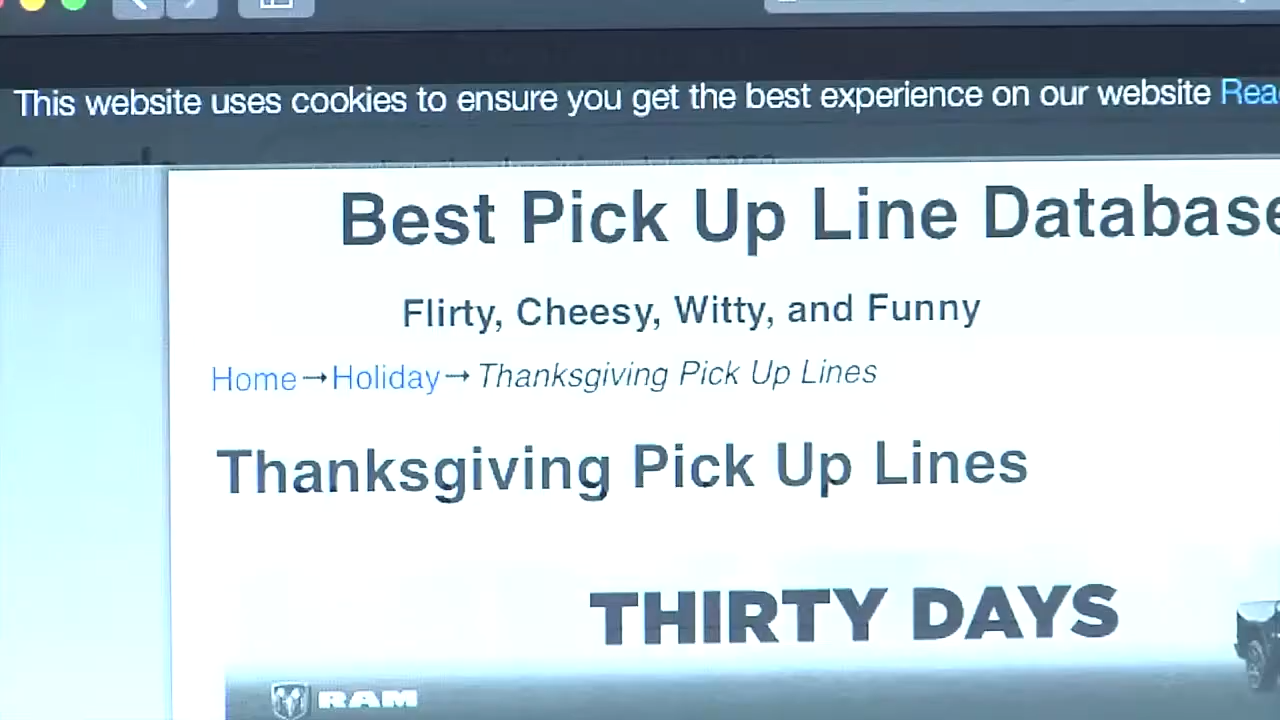 This website uses cookies to ensure you get the best experience on our website
Best Pick Up Line Database
Flirty, Cheesy, Witty, and Funny
Home→Holiday→Thanksgiving Pick Up Lines
Thanksgiving Pick Up Lines
THIRTY DAYS
RAM